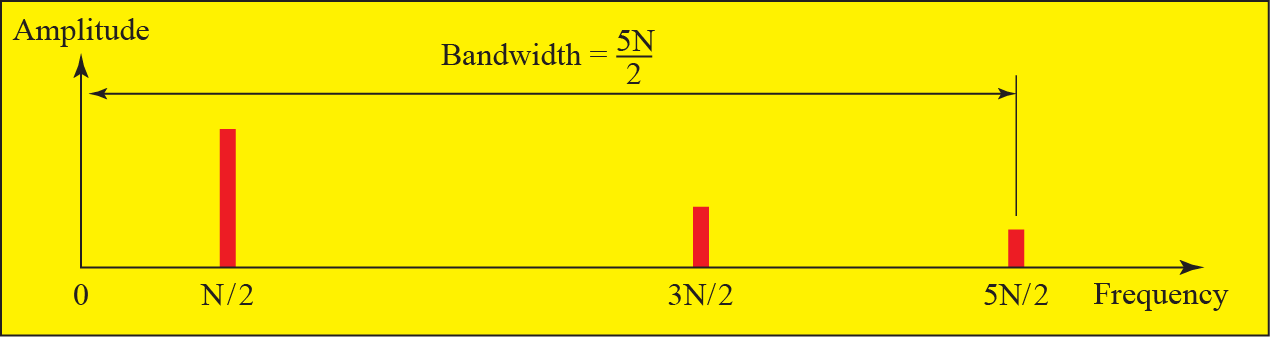 Amplitude
Bandwidth = 5N/2
0 N/2 3N/2 5N/2 Frequency